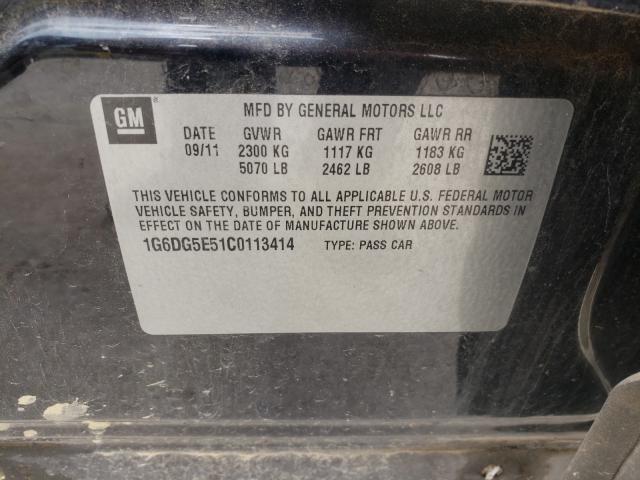 GM ®
MFD BY GENERAL MOTORS LLC
DATE GVWR GAWR FRT GAWR RR
09/11 2300 KG 1117 KG 1183 KG
5070 LB 2462 LB 2608 LB
THIS VEHICLE CONFORMS TO ALL APPLICABLE U.S. FEDERAL MOTOR
VEHICLE SAFETY, BUMPER, AND THEFT PREVENTION STANDARDS IN
EFFECT ON THE DATE OF MANUFACTURE SHOWN ABOVE.
1G6DG5E51C0113414 TYPE: PASS CAR